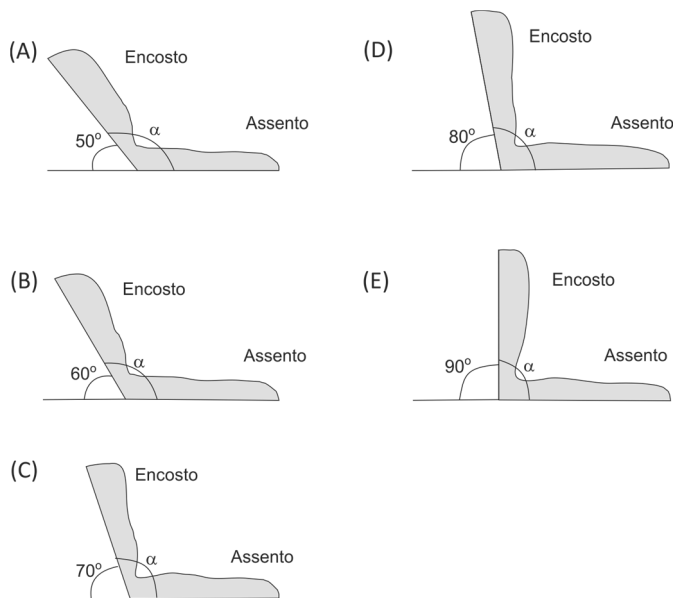 (A)
Encosto
Assento
50º
α
(B)
Encosto
Assento
60º
α
(C)
Encosto
Assento
70º
α
(D)
Encosto
Assento
80º
α
(E)
Encosto
Assento
90º
α